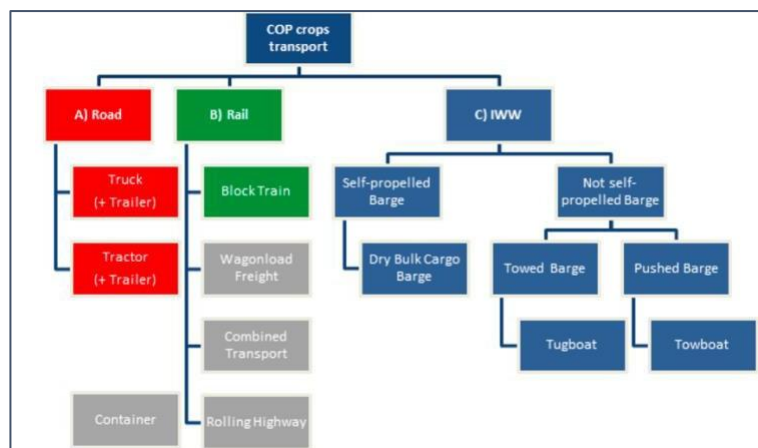 COP crops
transport
A) Road
B) Rail
C) IWW
Truck
(+ Trailer)
Block Train
Self-propelled
Barge
Not self-
propelled Barge
Tractor
(+ Trailer)
Wagonload
Freight
Dry Bulk Cargo
Barge
Towed Barge
Pushed Barge
Combined
Transport
Tugboat
Towboat
Container
Rolling Highway